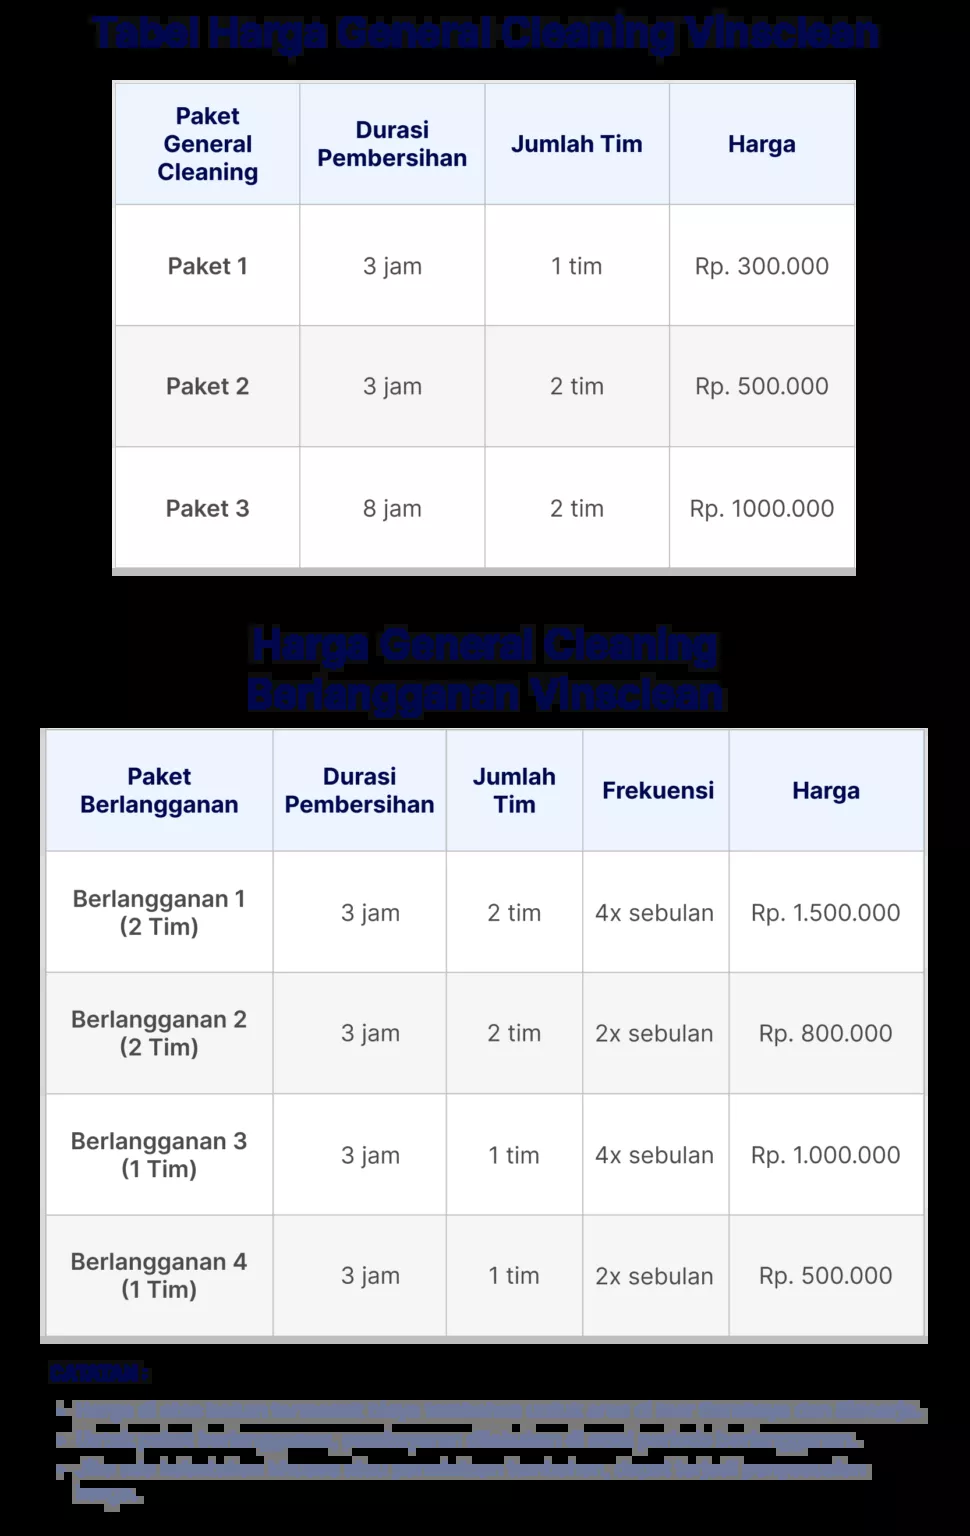 Tabel Harga General Cleaning Vinaclean
Paket
General
Cleaning
Durasi
Pembersihan
Jumlah Tim
Harga
Paket 1
3 jam
1 tim
Rp. 300.000
Paket 2
3 jam
2 tim
Rp. 500.000
Paket 3
8 jam
2 tim
Rp. 1000.000
Harga General Cleaning
Berlangganan Vinaclean
Paket
Berlangganan
Durasi
Pembersihan
Jumlah
Tim
Frekuensi
Harga
Berlangganan 1
(2 Tim)
3 jam
2 tim
4x sebulan
Rp. 1.500.000
Berlangganan 2
(2 Tim)
3 jam
2 tim
2x sebulan
Rp. 800.000
Berlangganan 3
(1 Tim)
3 jam
1 tim
4x sebulan
Rp. 1.000.000
Berlangganan 4
(1 Tim)
3 jam
1 tim
2x sebulan
Rp. 500.000